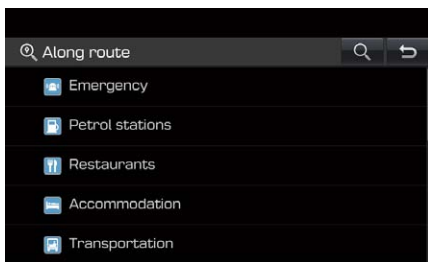 Along route
Emergency
Petrol stations
Restaurants
Accommodation
Transportation